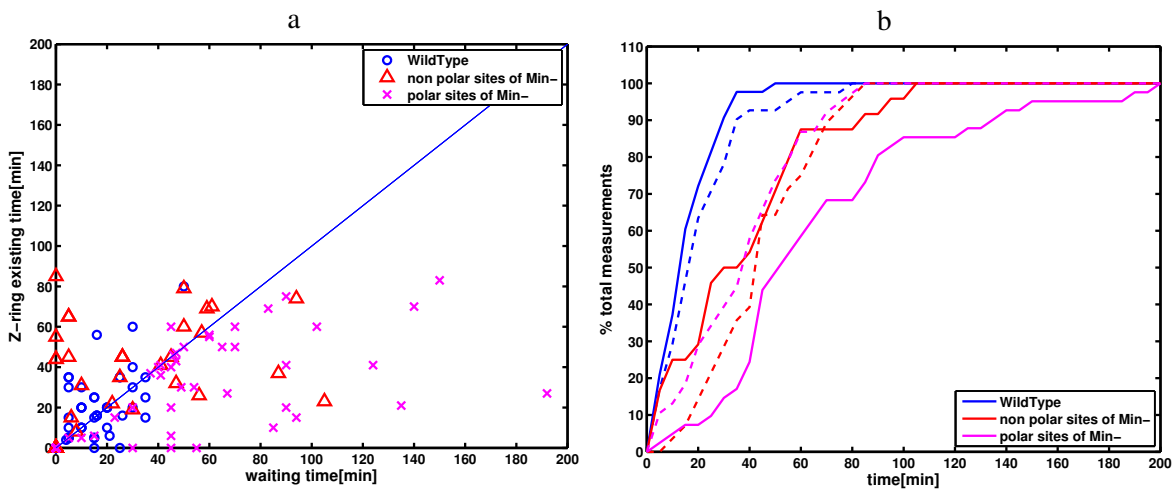 a
200
180
160
140
120
100
80
60
40
20
0
Z-ring existing time[min]
0 20 40 60 80 100 120 140 160 180 200
waiting time[min]
WildType
non polar sites of Min-
polar sites of Min-
b
110
100
90
80
70
60
50
40
30
20
10
0
% total measurements
0 20 40 60 80 100 120 140 160 180 200
time[min]
WildType
non polar sites of Min-
polar sites of Min-